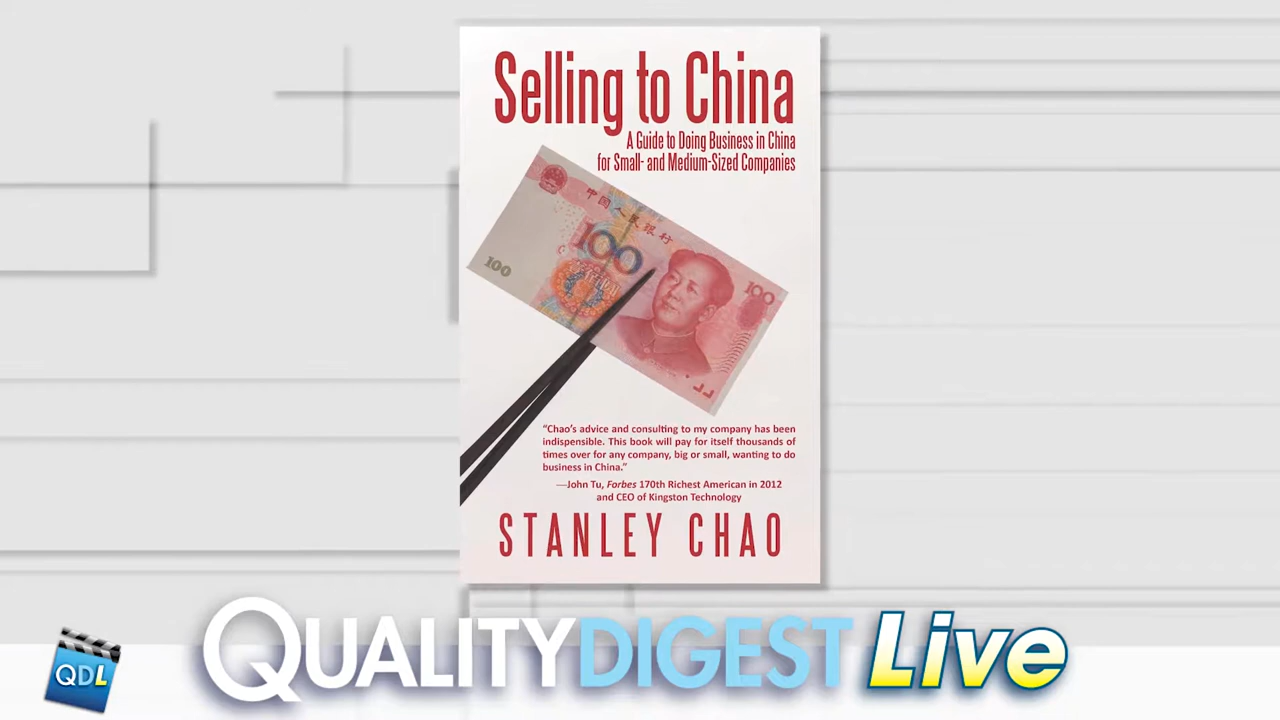 Selling to China
A Guide to Doing Business in China
for Small- and Medium-Sized Companies
中国人民银行
100
100
100
“Chao’s advice and consulting to my company has been
indispensible. This book will pay for itself thousands of
times over for any company, big or small, wanting to do
business in China.”
—John Tu, Forbes 170th Richest American in 2012
and CEO of Kingston Technology
STANLEY CHAO
QUALITYDIGEST Live
QDL